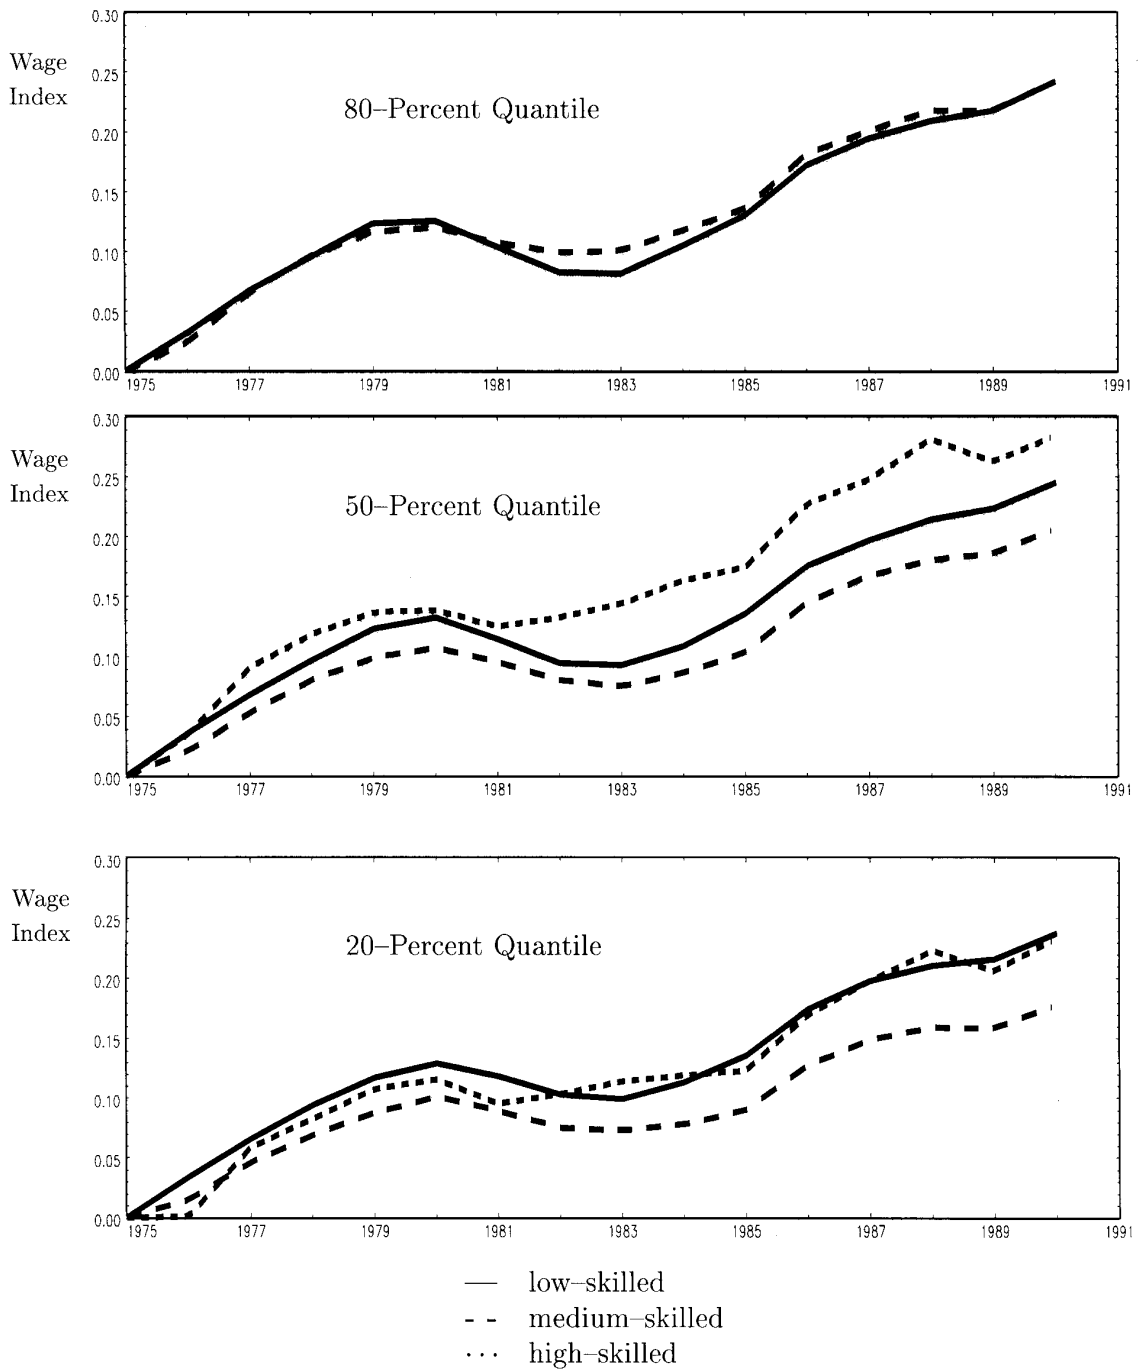 0.30
Wage
Index
0.25
80–Percent Quantile
0.20
0.15
0.10
0.05
0.00
1975 1977 1979 1981 1983 1985 1987 1989 1991
0.30
Wage
Index
0.25
50–Percent Quantile
0.20
0.15
0.10
0.05
0.00
1975 1977 1979 1981 1983 1985 1987 1989 1991
0.30
Wage
Index
0.25
20–Percent Quantile
0.20
0.15
0.10
0.05
0.00
1975 1977 1979 1981 1983 1985 1987 1989 1991
low–skilled
medium–skilled
high–skilled